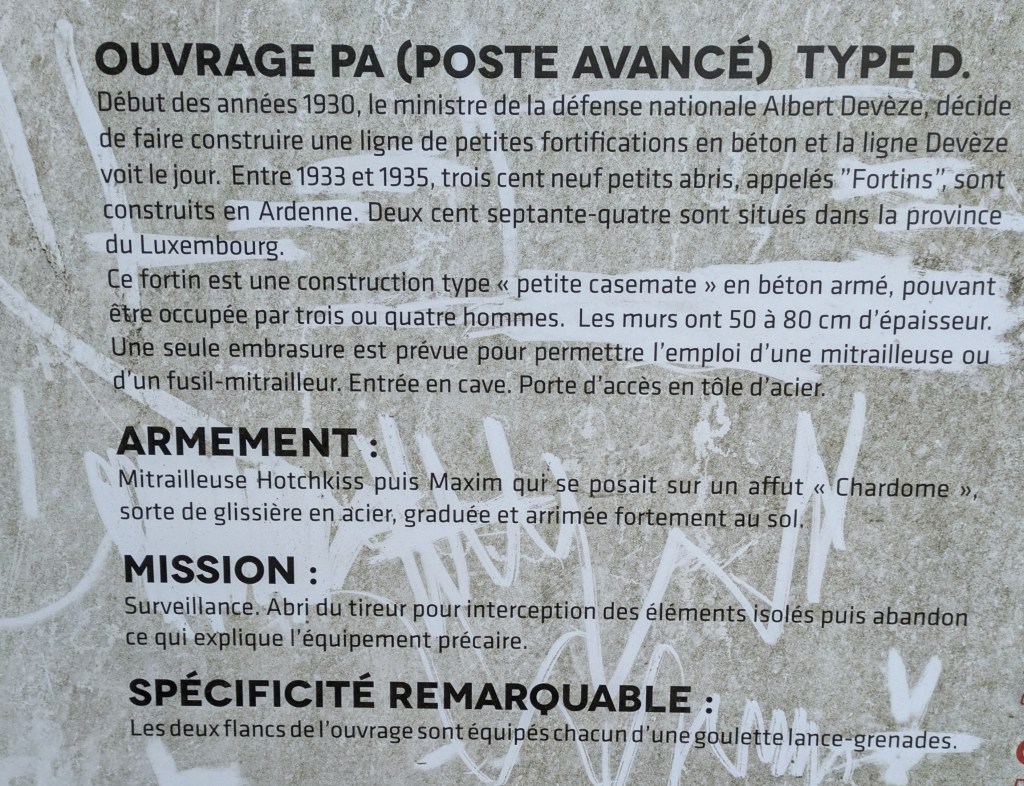 OUVRAGE PA (POSTE AVANCÉ) TYPE D.
Début des années 1930, le ministre de la défense nationale Albert Devèze, décide
de faire construire une ligne de petites fortifications en béton et la ligne Devèze
voit le jour. Entre 1933 et 1935, trois cent neuf petits abris, appelés "Fortins", sont
construits en Ardenne. Deux cent septante-quatre sont situés dans la province
du Luxembourg.
Ce fortin est une construction type « petite casemate » en béton armé, pouvant
être occupée par trois ou quatre hommes. Les murs ont 50 à 80 cm d'épaisseur.
Une seule embrasure est prévue pour permettre l'emploi d'une mitrailleuse ou
d'un fusil-mitrailleur. Entrée en cave. Porte d'accès en tôle d'acier.
ARMEMENT :
Mitrailleuse Hotchkiss puis Maxim qui se posait sur un affut « Chardome »,
sorte de glissière en acier, graduée et arrimée fortement au sol.
MISSION :
Surveillance. Abri du tireur pour interception des éléments isolés puis abandon
ce qui explique l'équipement précaire.
SPÉCIFICITÉ REMARQUABLE :
Les deux flancs de l'ouvrage sont équipés chacun d'une goulette lance-grenades.